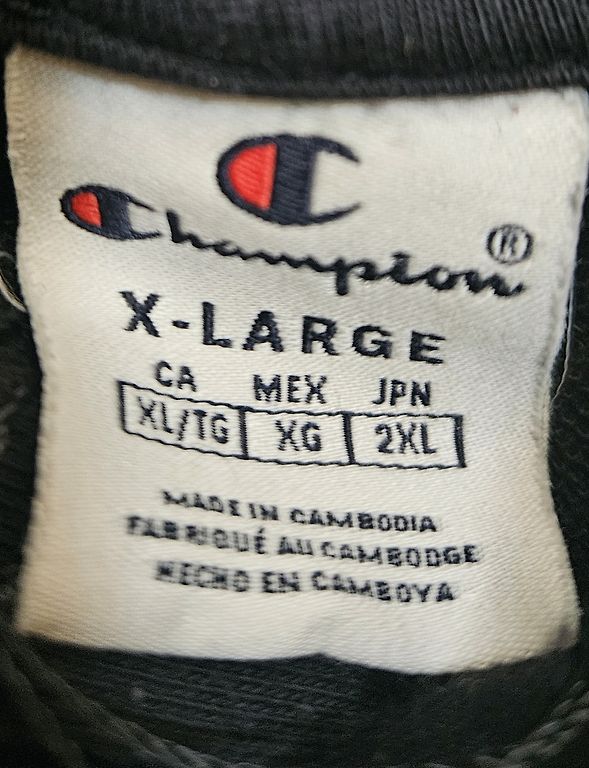 Champion®
X-LARGE
CA MEX JPN
XL/TG XG 2XL
MADE IN CAMBODIA
FABRIQUÉ AU CAMBODGE
HECHO EN CAMBOYA